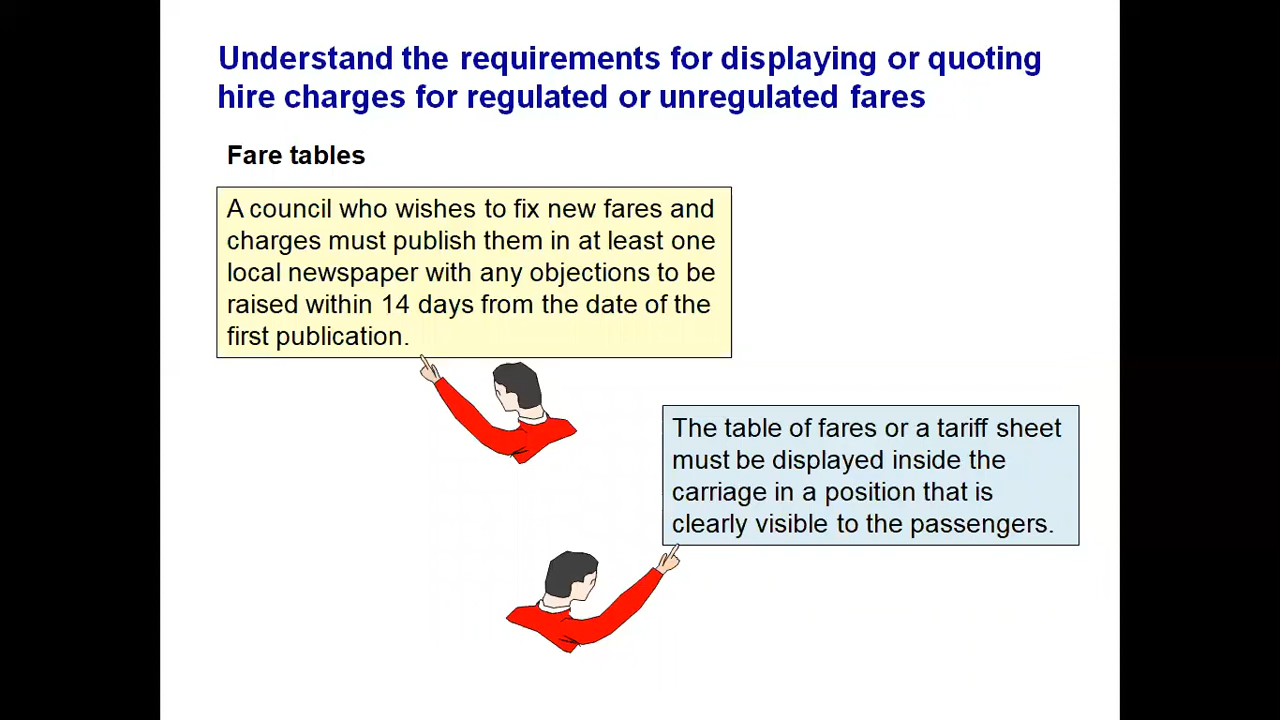 Understand the requirements for displaying or quoting
hire charges for regulated or unregulated fares
Fare tables
A council who wishes to fix new fares and
charges must publish them in at least one
local newspaper with any objections to be
raised within 14 days from the date of the
first publication.
The table of fares or a tariff sheet
must be displayed inside the
carriage in a position that is
clearly visible to the passengers.